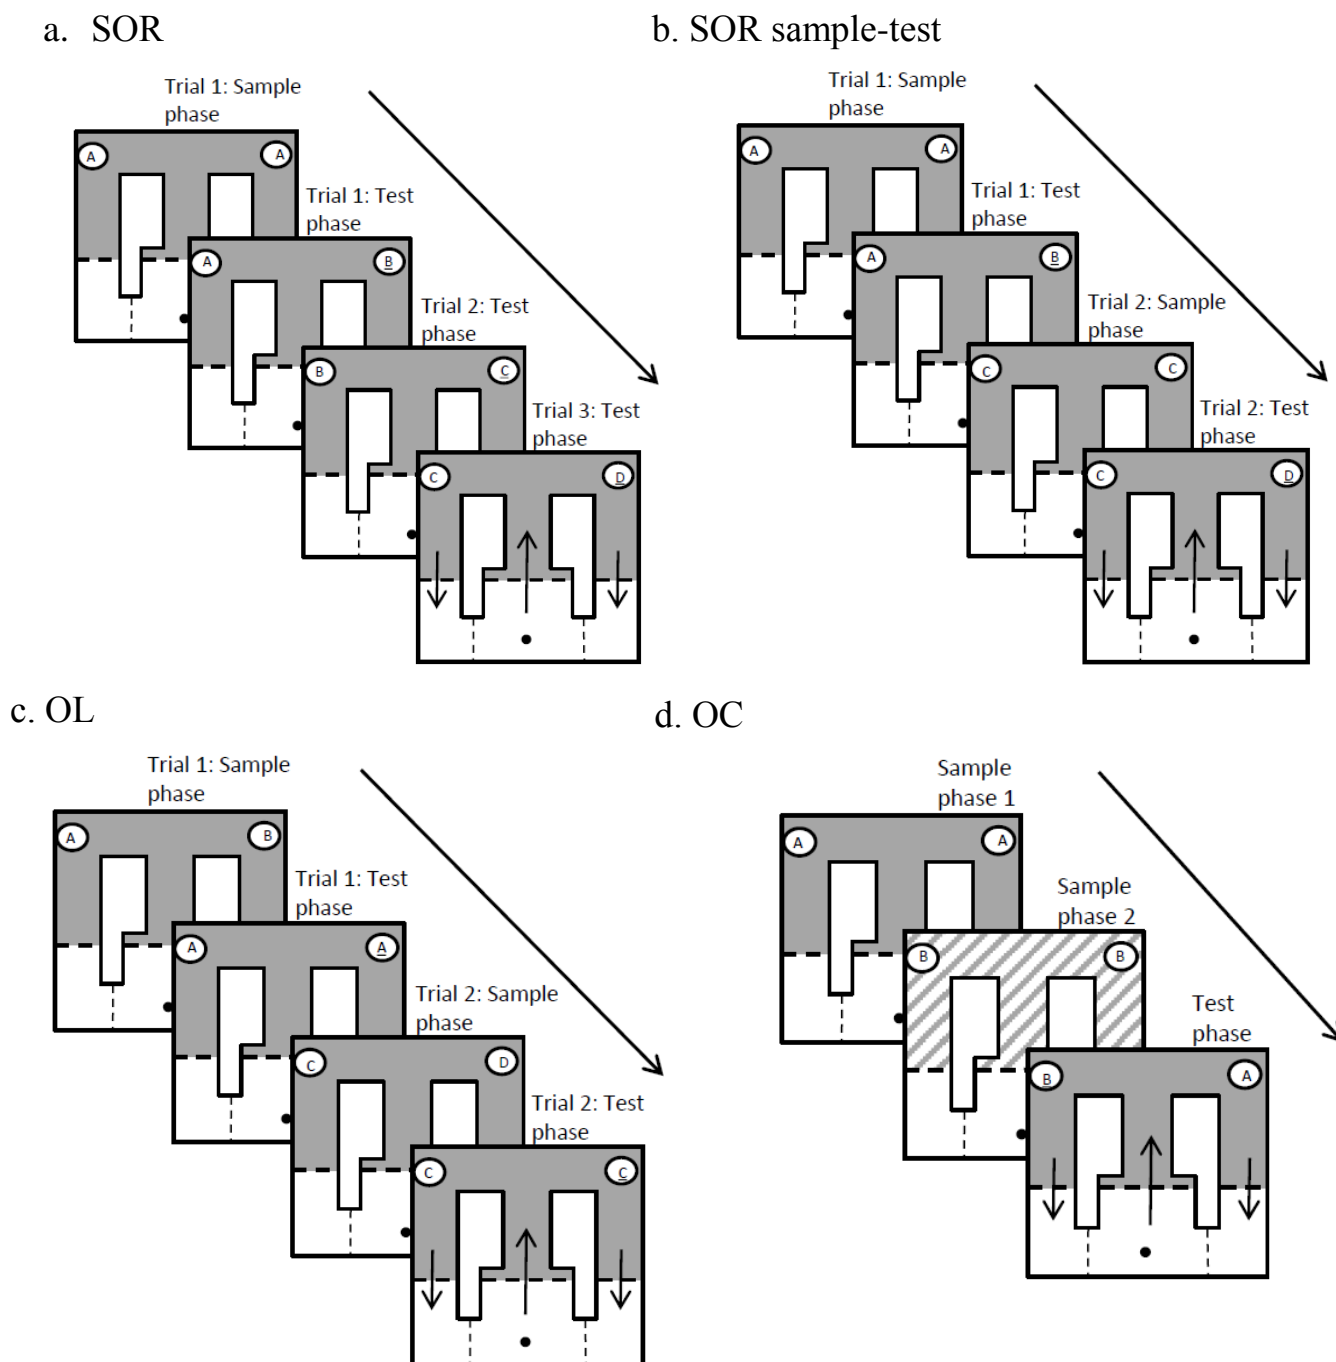 a. SOR
Trial 1: Sample
phase
A A
Trial 1: Test
phase
A B
Trial 2: Test
phase
B C
Trial 3: Test
phase
C D
b. SOR sample-test
Trial 1: Sample
phase
A A
Trial 1: Test
phase
A B
Trial 2: Sample
phase
C C
Trial 2: Test
phase
C D
c. OL
Trial 1: Sample
phase
A B
Trial 1: Test
phase
A A
Trial 2: Sample
phase
C D
Trial 2: Test
phase
C C
d. OC
Sample
phase 1
A A
Sample
phase 2
B B
Test
phase
B A